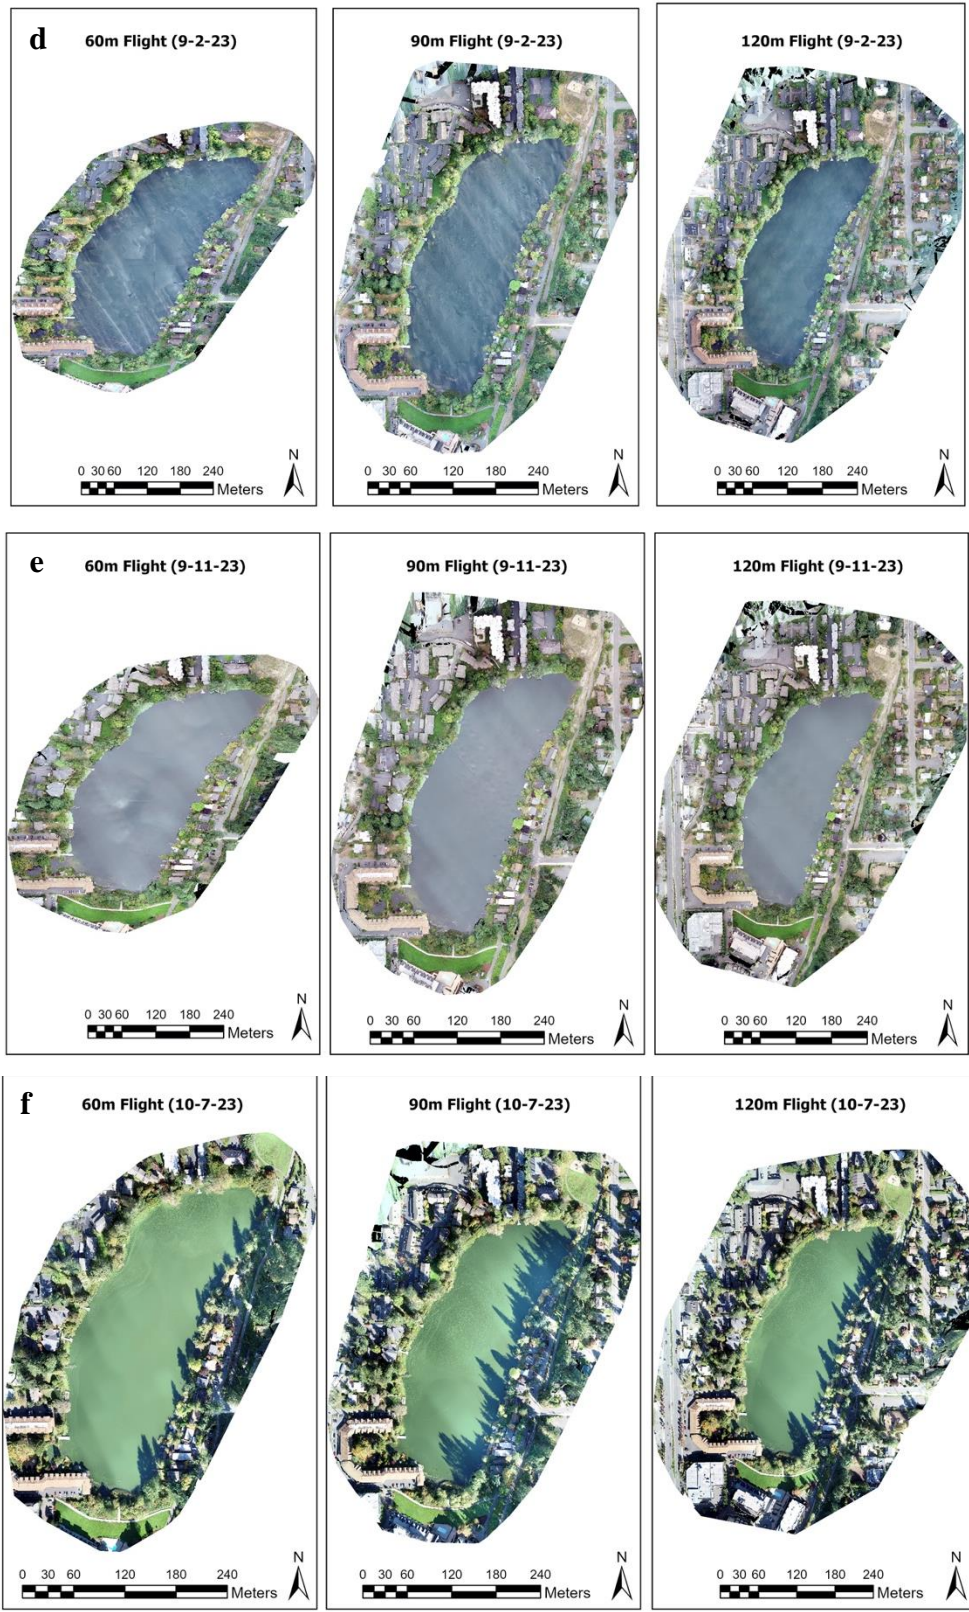 d
60m Flight (9-2-23)
90m Flight (9-2-23)
120m Flight (9-2-23)
N
0 30 60 120 180 240
Meters
N
0 30 60 120 180 240
Meters
N
0 30 60 120 180 240
Meters
e
60m Flight (9-11-23)
90m Flight (9-11-23)
120m Flight (9-11-23)
N
0 30 60 120 180 240
Meters
N
0 30 60 120 180 240
Meters
N
0 30 60 120 180 240
Meters
f
60m Flight (10-7-23)
90m Flight (10-7-23)
120m Flight (10-7-23)
N
0 30 60 120 180 240
Meters
N
0 30 60 120 180 240
Meters
N
0 30 60 120 180 240
Meters